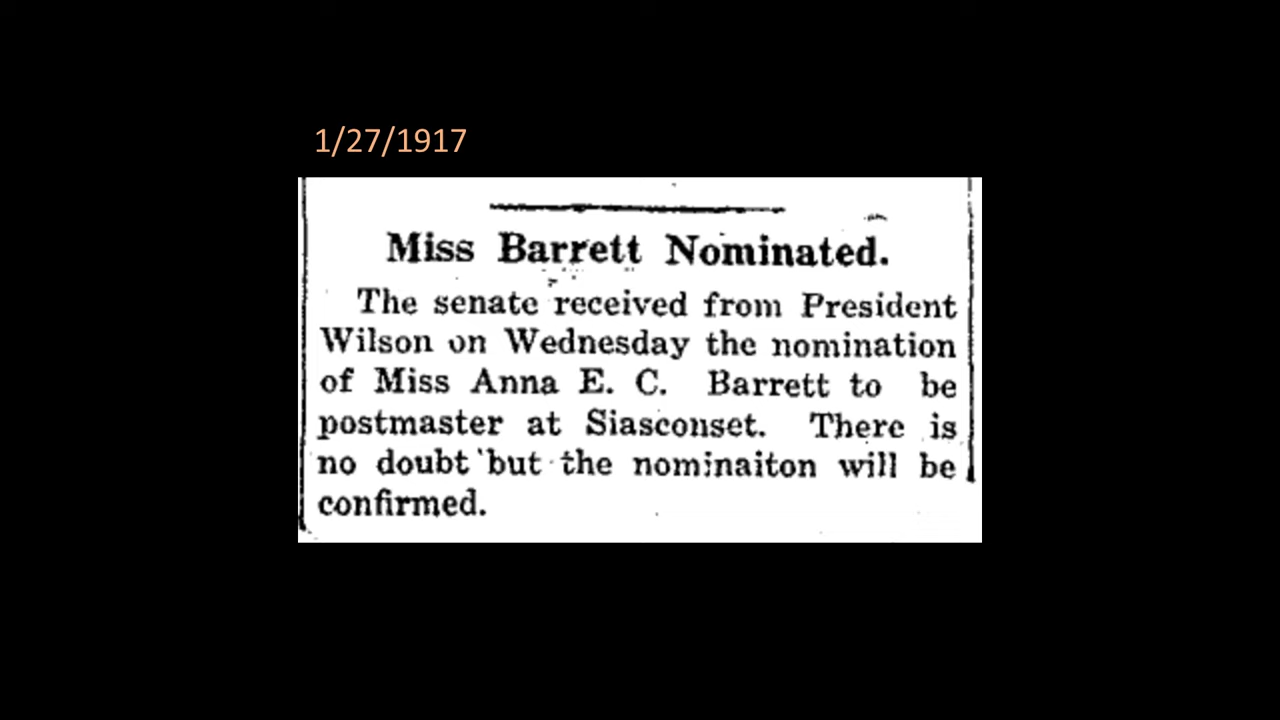 1/27/1917
Miss Barrett Nominated.
The senate received from President
Wilson on Wednesday the nomination
of Miss Anna E. C. Barrett to be
postmaster at Siasconset. There is
no doubt but the nominaiton will be
confirmed.